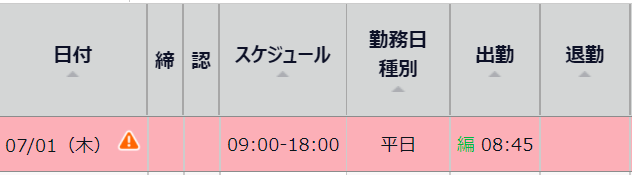 日付 締 認 スケジュール 勤務日種別 出勤 退勤
07/01（木） 09:00-18:00 平日 編 08:45